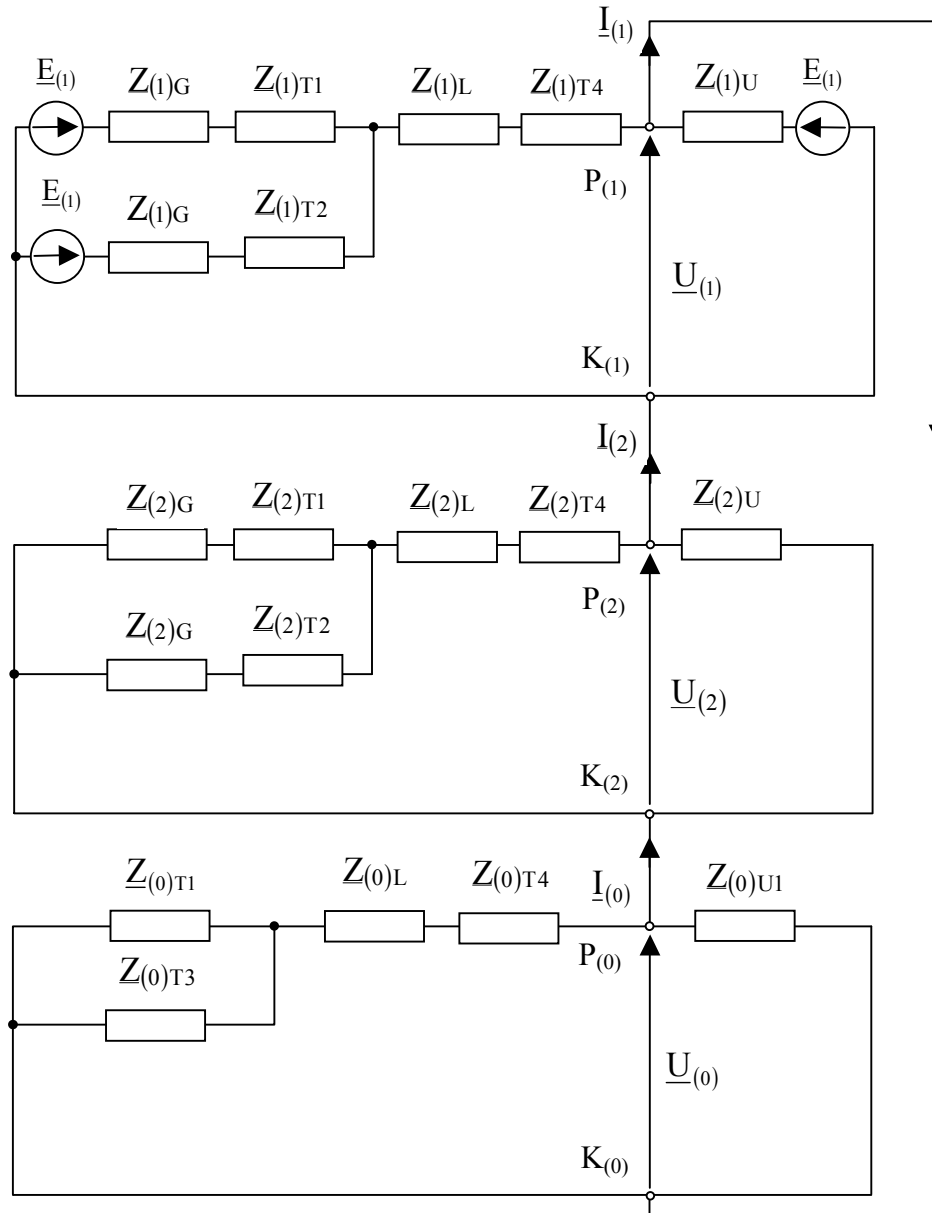 I(1)
E(1) Z(1)G Z(1)T1 Z(1)L Z(1)T4 Z(1)U E(1)
P(1)
E(1) Z(1)G Z(1)T2
U(1)
K(1)
I(2)
Z(2)G Z(2)T1 Z(2)L Z(2)T4 Z(2)U
P(2)
Z(2)G Z(2)T2
U(2)
K(2)
Z(0)T1 Z(0)L Z(0)T4 I(0) Z(0)U1
P(0)
Z(0)T3
U(0)
K(0)